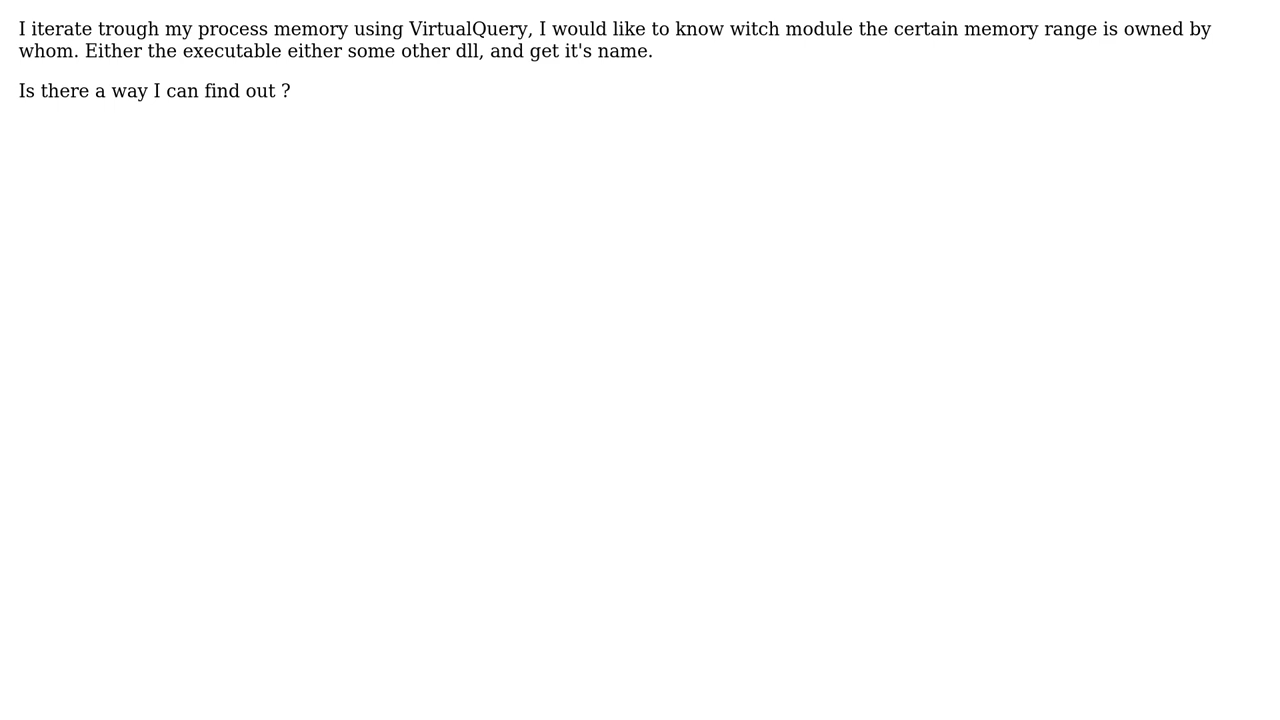 I iterate trough my process memory using VirtualQuery, I would like to know witch module the certain memory range is owned by
whom. Either the executable either some other dll, and get it's name.
Is there a way I can find out ?